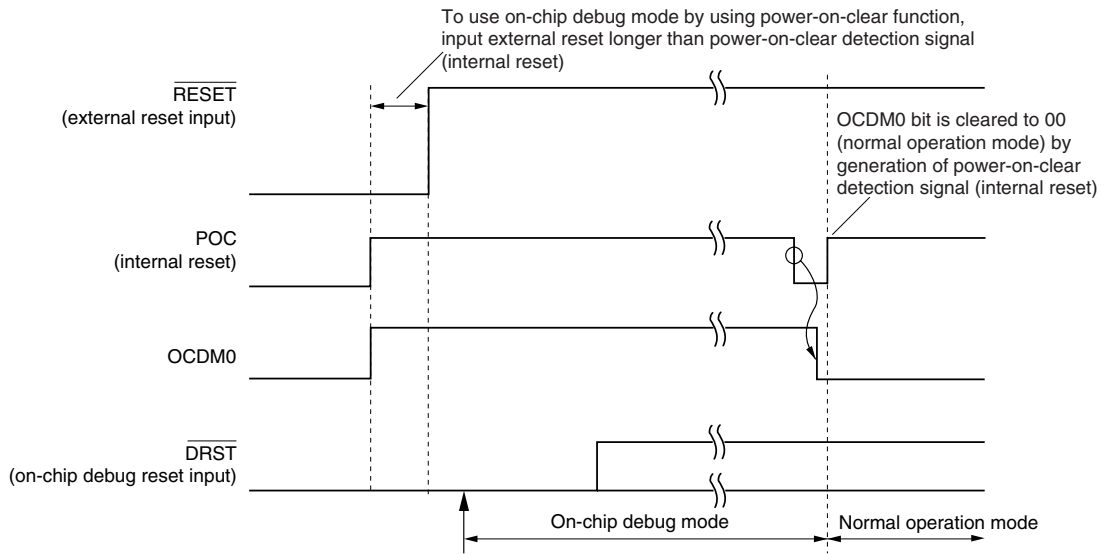 To use on-chip debug mode by using power-on-clear function,
input external reset longer than power-on-clear detection signal
(internal reset)
RESET
(external reset input)
OCDM0 bit is cleared to 00
(normal operation mode) by
generation of power-on-clear
detection signal (internal reset)
POC
(internal reset)
OCDM0
DRST
(on-chip debug reset input)
On-chip debug mode
Normal operation mode